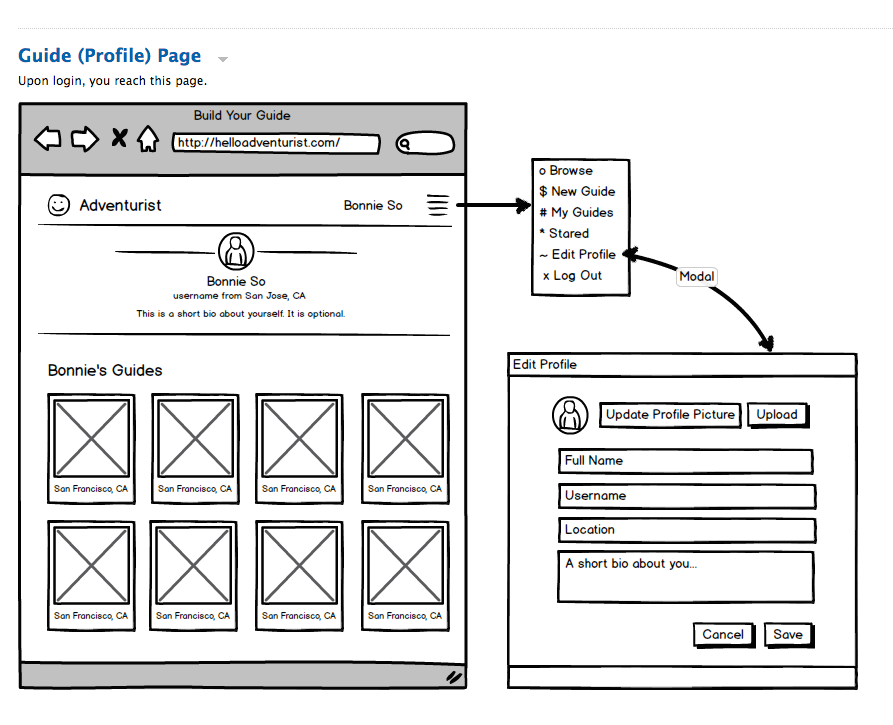 Guide (Profile) Page
Upon login, you reach this page.
Build Your Guide
http://helloadventurist.com/
Adventurist
Bonnie So
Bonnie So
username from San Jose, CA
This is a short bio about yourself. It is optional.
Bonnie's Guides
San Francisco, CA
San Francisco, CA
San Francisco, CA
San Francisco, CA
San Francisco, CA
San Francisco, CA
San Francisco, CA
San Francisco, CA
o Browse
$ New Guide
# My Guides
* Stared
~ Edit Profile
x Log Out
Modal
Edit Profile
Update Profile Picture
Upload
Full Name
Username
Location
A short bio about you...
Cancel
Save